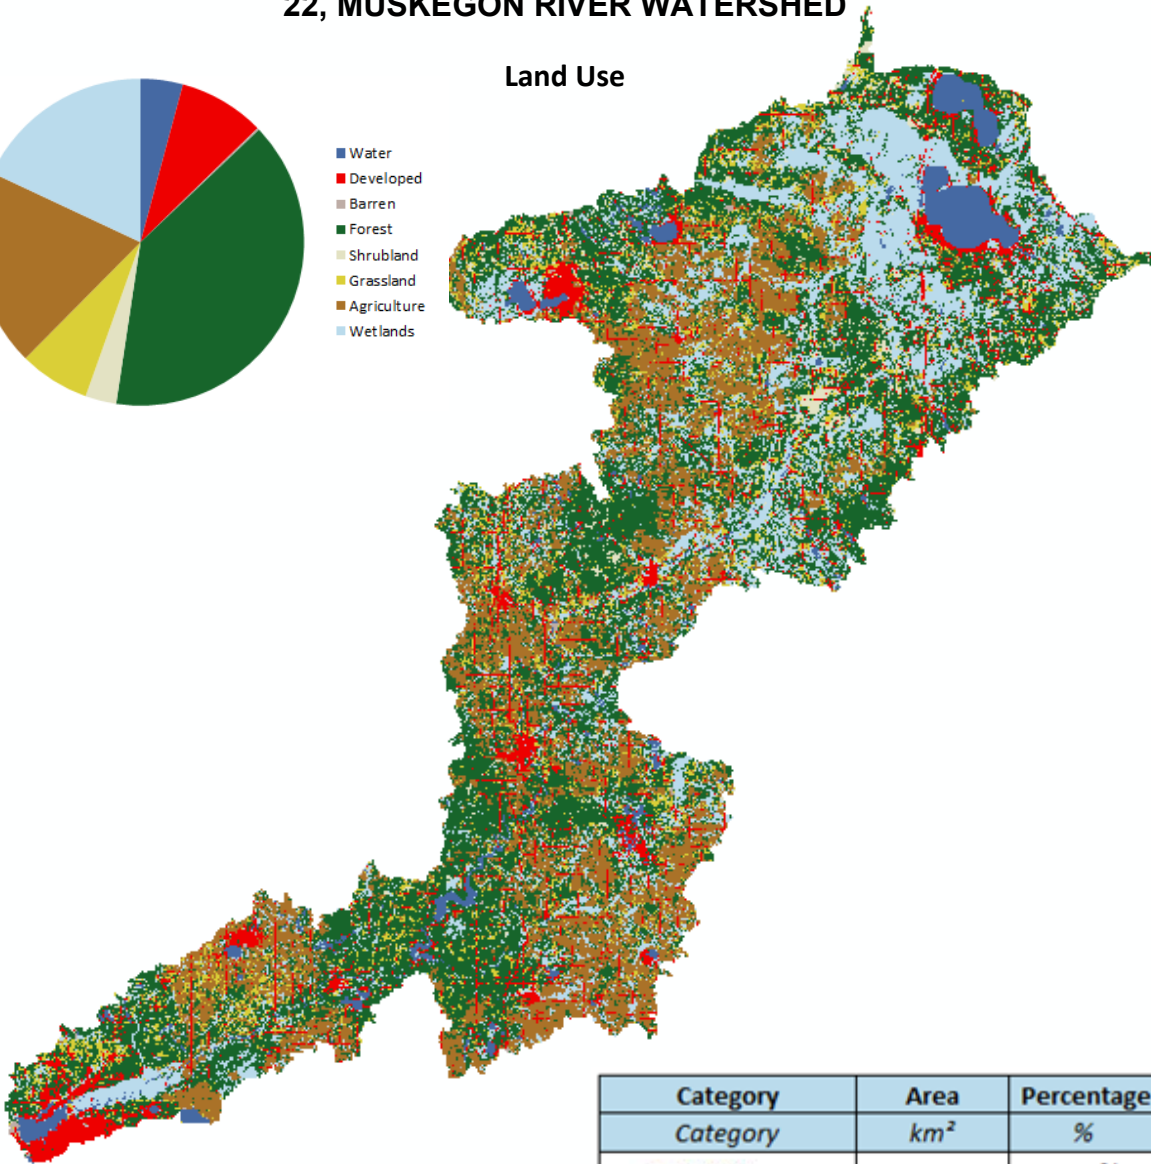 22, MUSKEGON RIVER WATERSHED
Land Use
Water
Developed
Barren
Forest
Shrubland
Grassland
Agriculture
Wetlands
Category Area Percentage
Category km² %